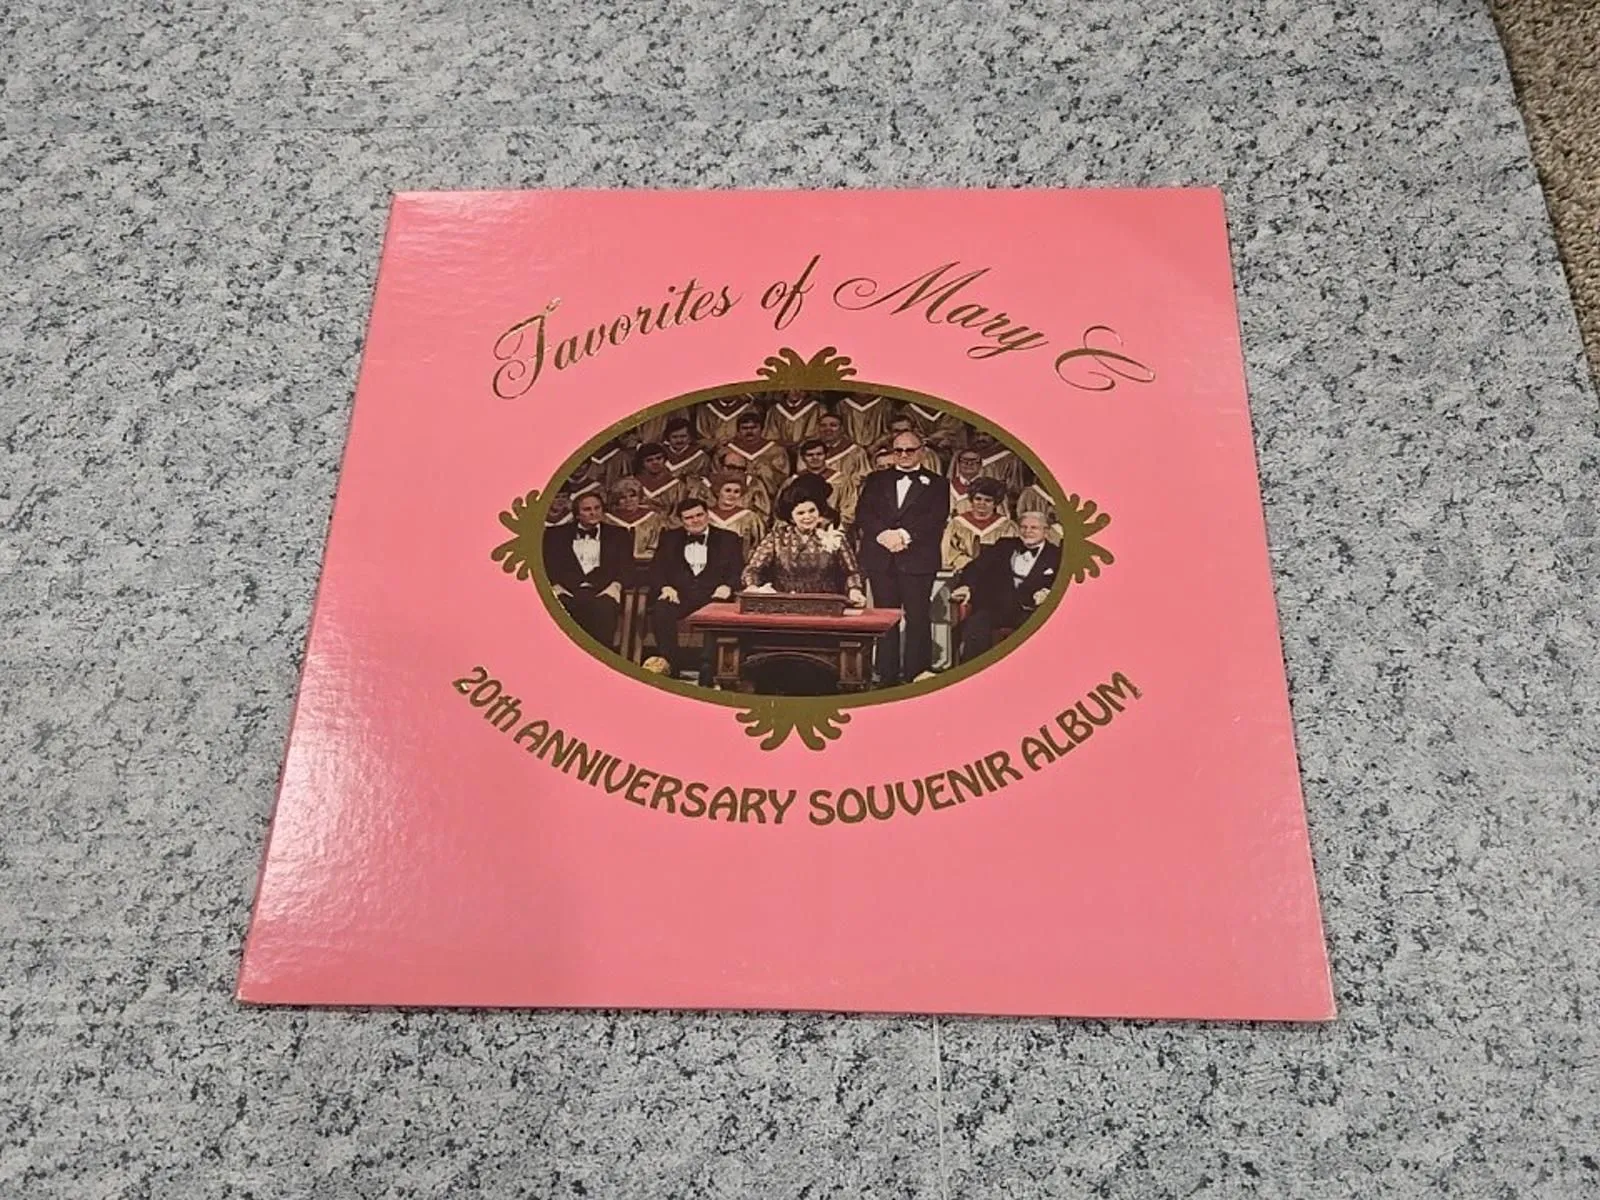 Favorites of Mary C
20th ANNIVERSARY SOUVENIR ALBUM